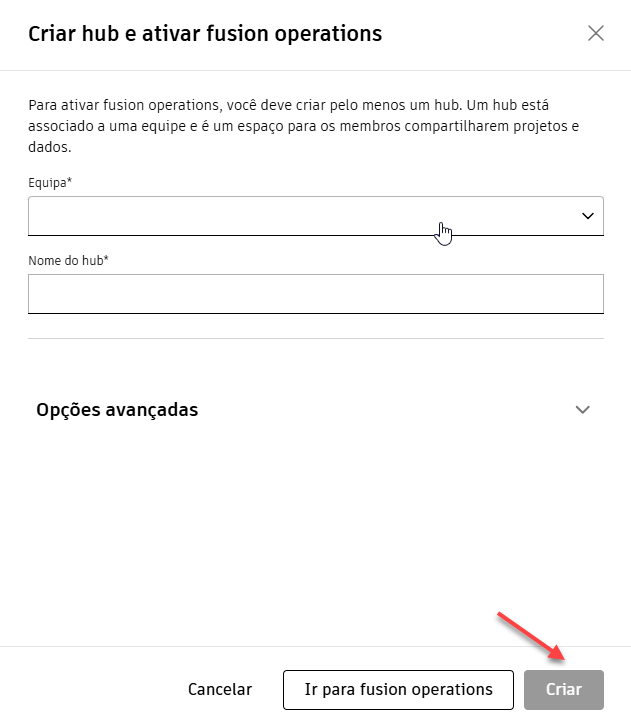 Criar hub e ativar fusion operations
Para ativar fusion operations, você deve criar pelo menos um hub. Um hub está
associado a uma equipe e é um espaço para os membros compartilharem projetos e
dados.
Equipa*
Nome do hub*
Opções avançadas
Cancelar
Ir para fusion operations
Criar